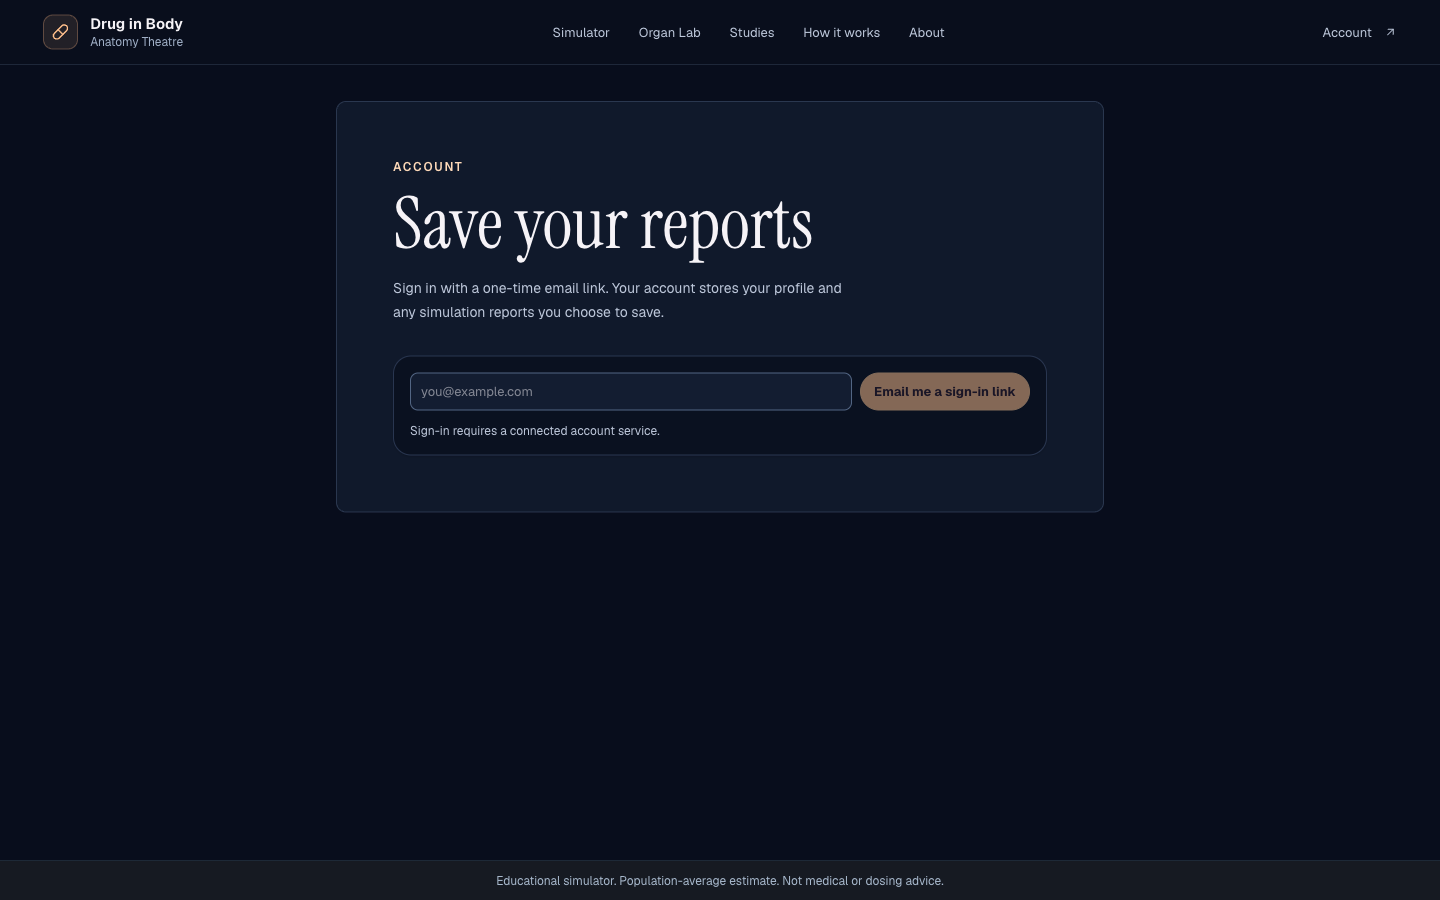 Drug in Body
Anatomy Theatre
Simulator
Organ Lab
Studies
How it works
About
Account
ACCOUNT
Save your reports
Sign in with a one-time email link. Your account stores your profile and
any simulation reports you choose to save.
you@example.com
Email me a sign-in link
Sign-in requires a connected account service.
Educational simulator. Population-average estimate. Not medical or dosing advice.